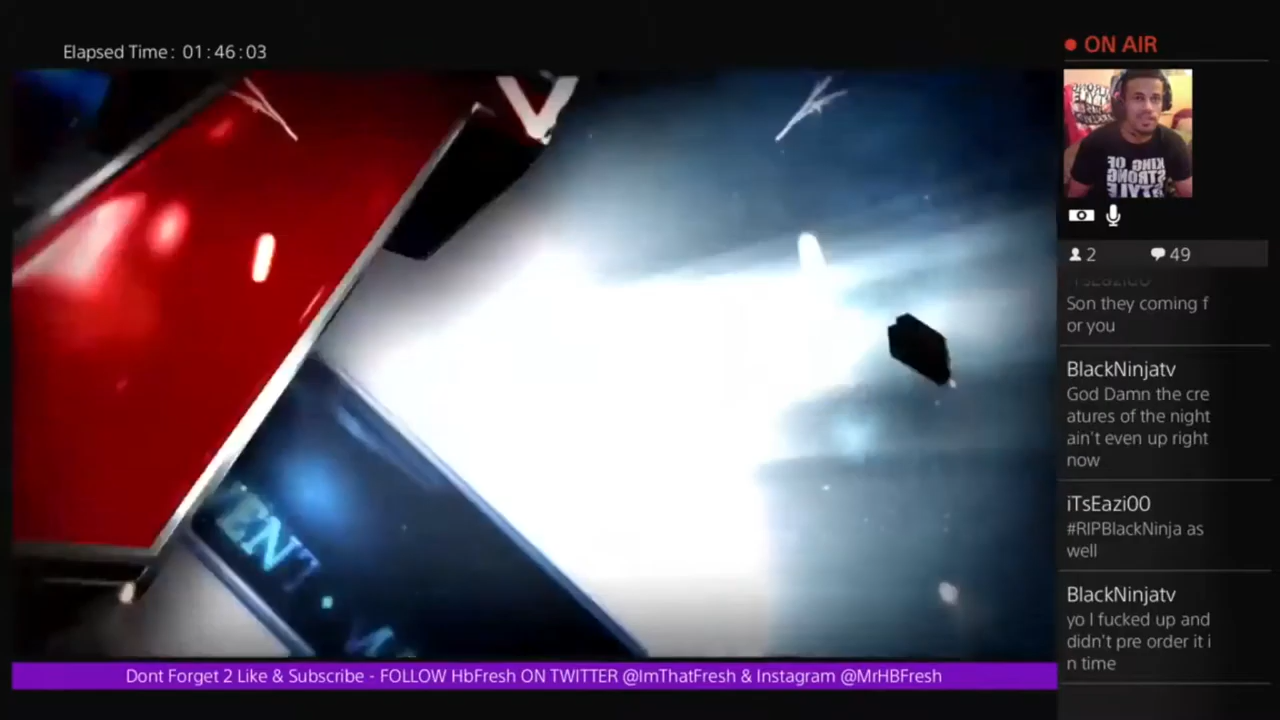 Elapsed Time: 01:46:03
ON AIR
2
49
Son they coming f
or you
BlackNinjatv
God Damn the cre
atures of the night
ain't even up right
now
iTsEazi00
#RIPBlackNinja as
well
BlackNinjatv
yo I fucked up and
didn't pre order it i
n time
Dont Forget 2 Like & Subscribe - FOLLOW HbFresh ON TWITTER @ImThatFresh & Instagram @MrHBFresh